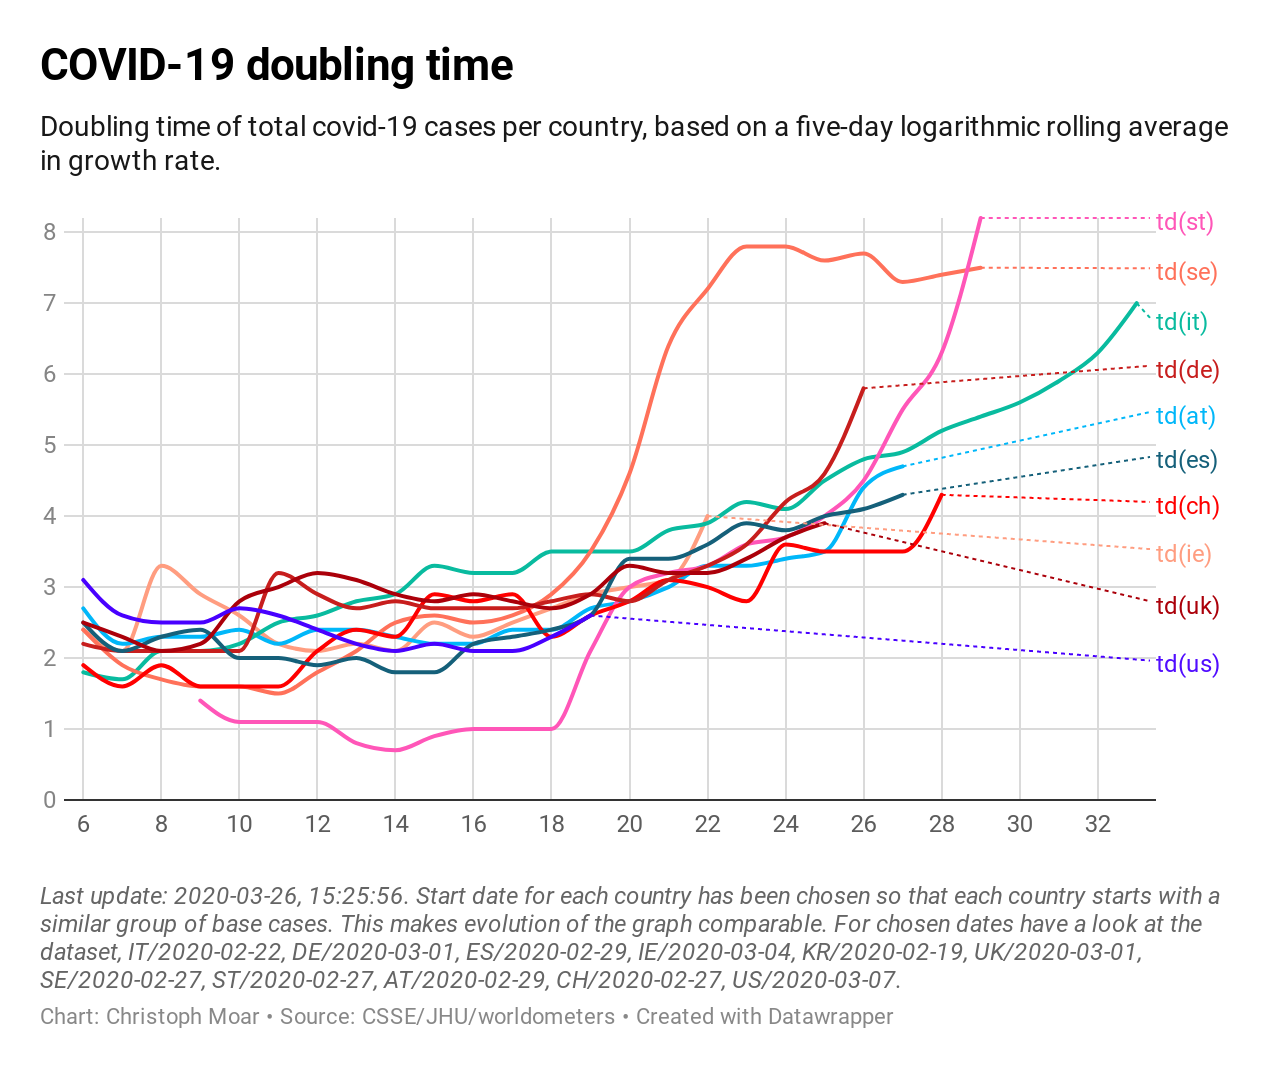 COVID-19 doubling time
Doubling time of total covid-19 cases per country, based on a five-day logarithmic rolling average
in growth rate.
8
7
6
5
4
3
2
1
0
6 8 10 12 14 16 18 20 22 24 26 28 30 32
td(st)
td(se)
td(it)
td(de)
td(at)
td(es)
td(ch)
td(ie)
td(uk)
td(us)
Last update: 2020-03-26, 15:25:56. Start date for each country has been chosen so that each country starts with a
similar group of base cases. This makes evolution of the graph comparable. For chosen dates have a look at the
dataset, IT/2020-02-22, DE/2020-03-01, ES/2020-02-29, IE/2020-03-04, KR/2020-02-19, UK/2020-03-01,
SE/2020-02-27, ST/2020-02-27, AT/2020-02-29, CH/2020-02-27, US/2020-03-07.
Chart: Christoph Moar • Source: CSSE/JHU/worldometers • Created with Datawrapper